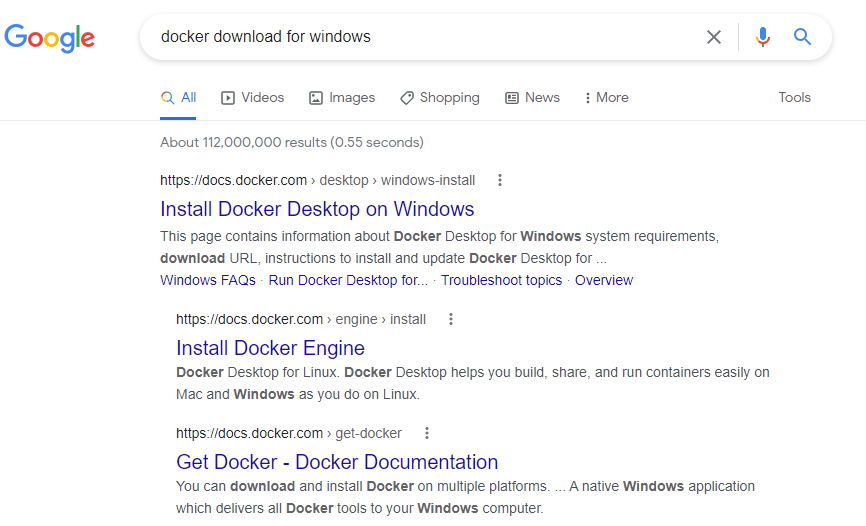 Google
docker download for windows
All Videos Images Shopping News More Tools
About 112,000,000 results (0.55 seconds)
https://docs.docker.com › desktop › windows-install
Install Docker Desktop on Windows
This page contains information about Docker Desktop for Windows system requirements,
download URL, instructions to install and update Docker Desktop for ...
Windows FAQs · Run Docker Desktop for... · Troubleshoot topics · Overview
https://docs.docker.com › engine › install
Install Docker Engine
Docker Desktop for Linux. Docker Desktop helps you build, share, and run containers easily on
Mac and Windows as you do on Linux.
https://docs.docker.com › get-docker
Get Docker - Docker Documentation
You can download and install Docker on multiple platforms. ... A native Windows application
which delivers all Docker tools to your Windows computer.